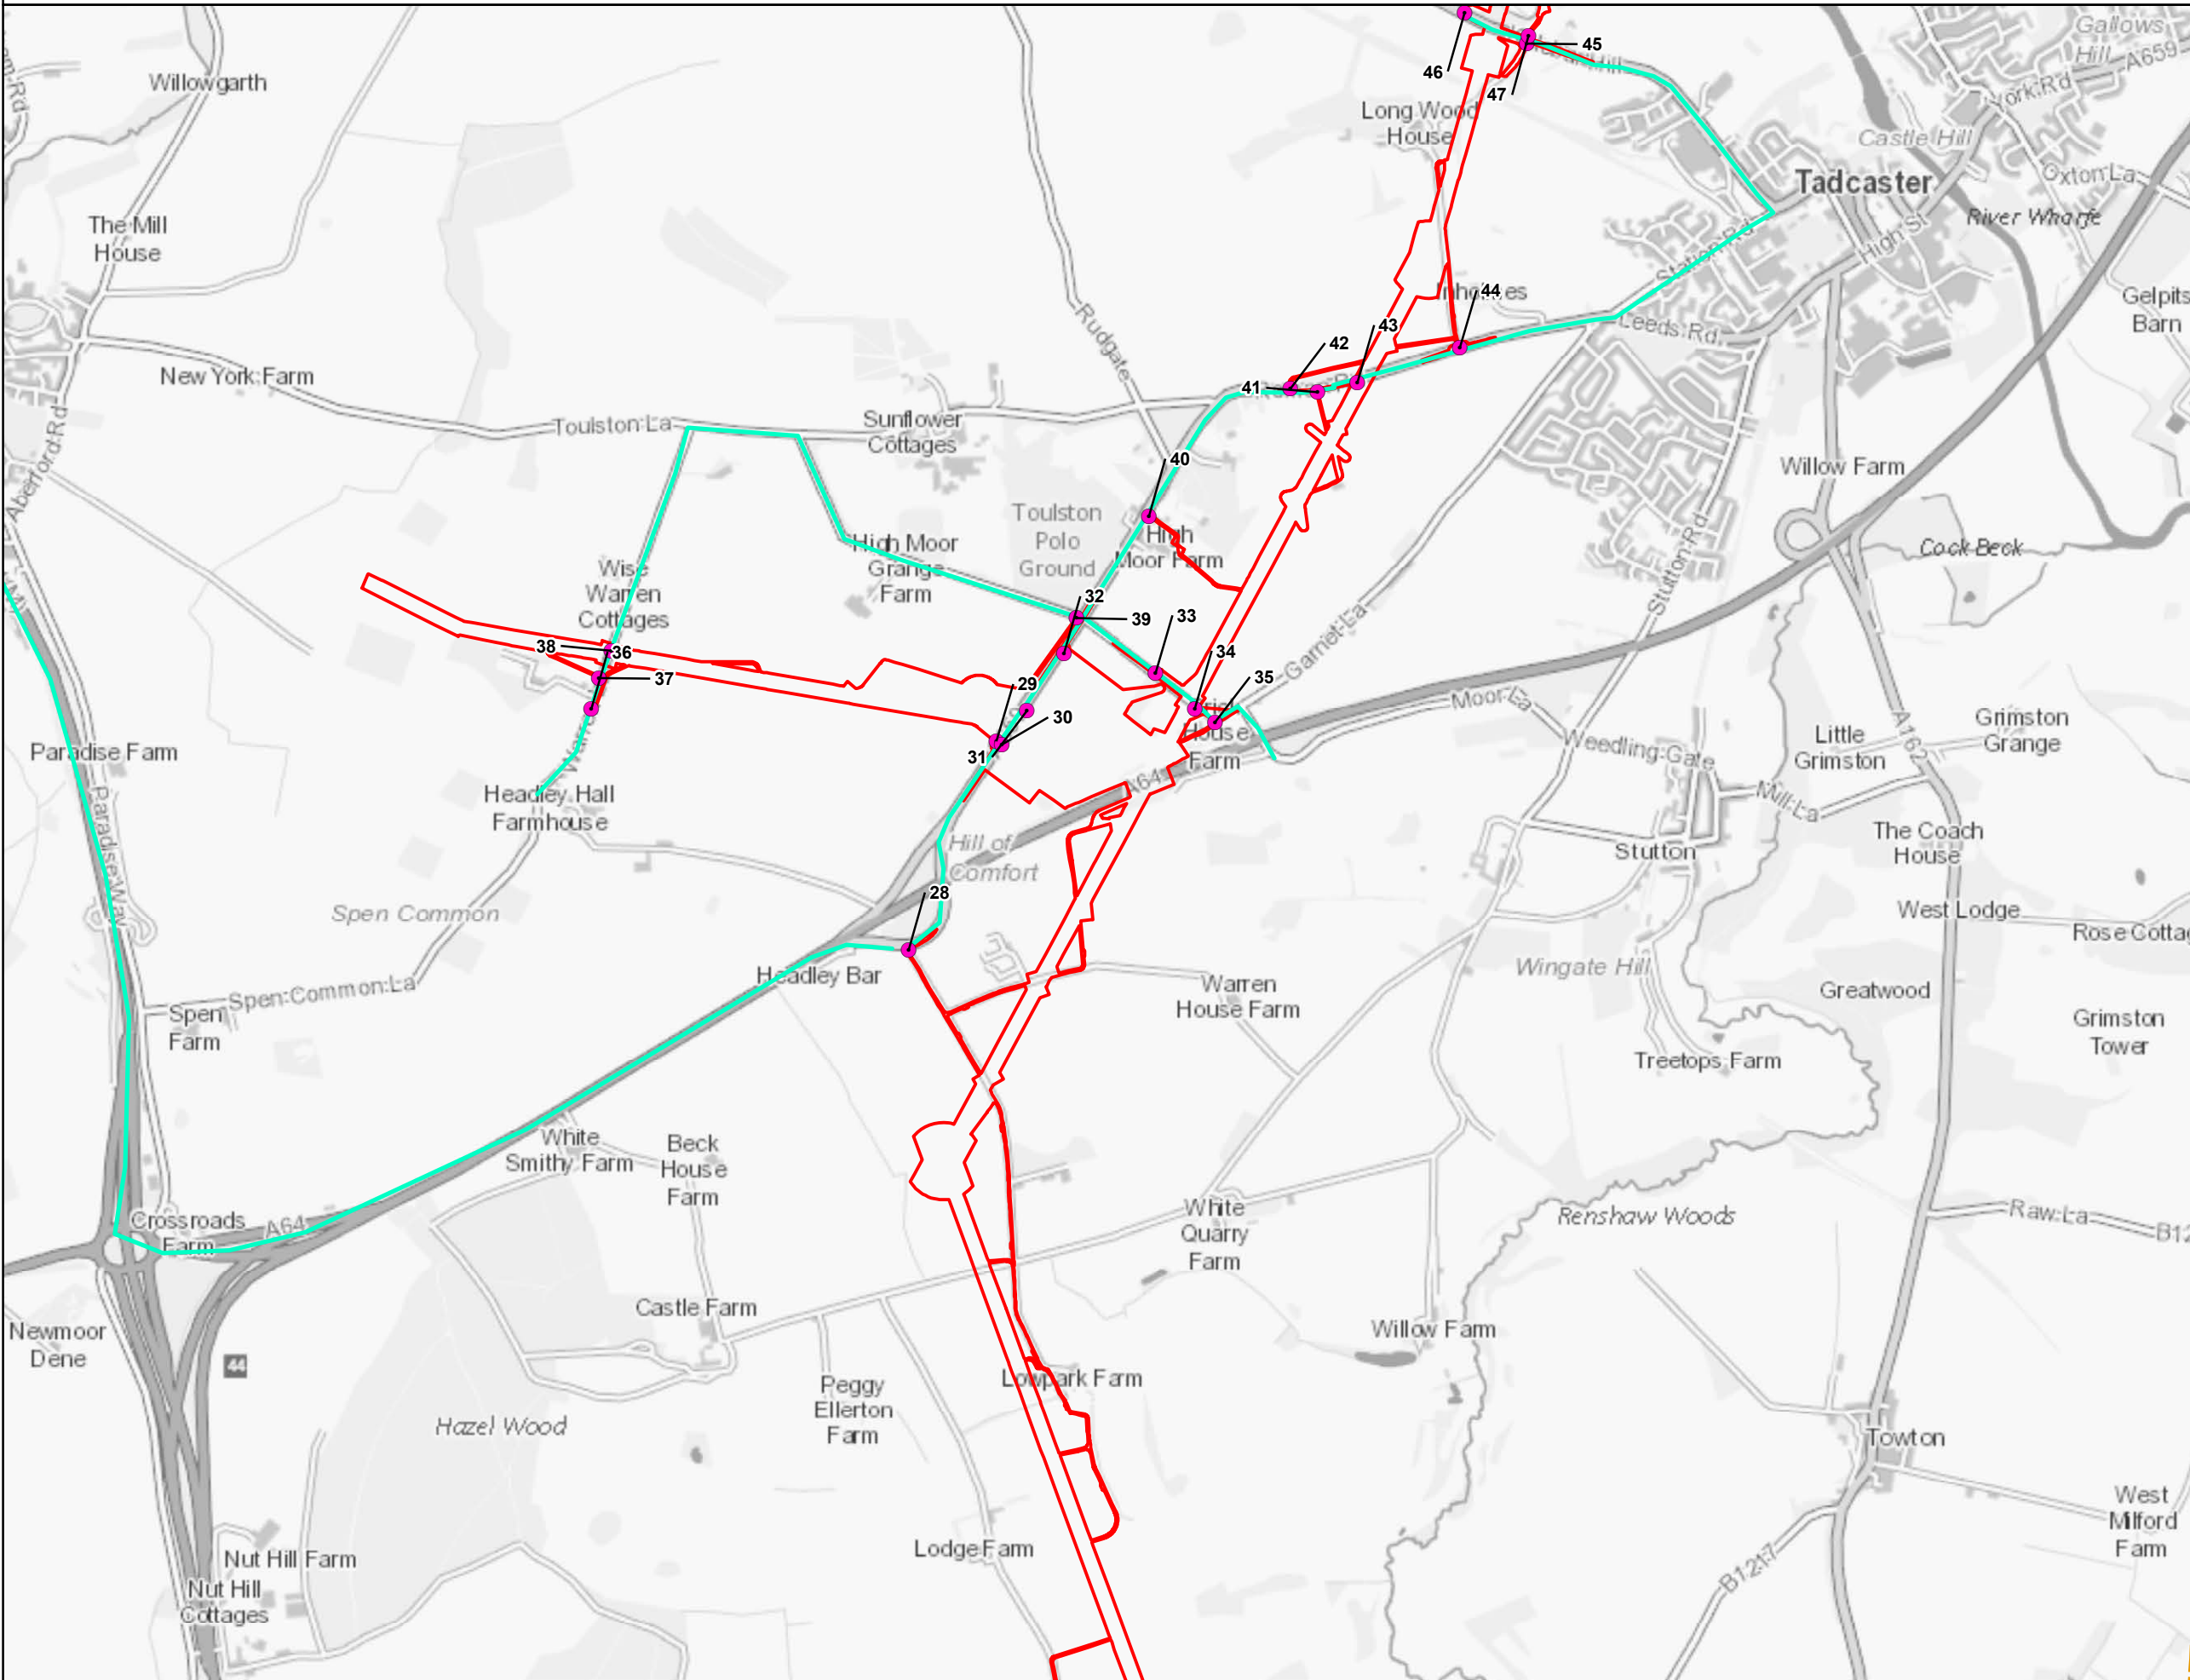 Gallows
Hill
A659
York Rd
45
46
47
Willowgarth
Long Wood
House
Castle Hill
Tadcaster
Oxton La
River Wharfe
High St
Station Rd
The Mill
House
44
43
42
41
Gelpits
Barn
Leeds Rd
Rudgate
New York Farm
Toulston La
Sunflower
Cottages
Aberford Rd
40
Willow Farm
Toulston
Polo
Ground
High
Moor Farm
High Moor
Grange
Farm
Cock Beck
Wise
Warren
Cottages
Stutton Rd
32
39
33
Garnet La
38
36
37
34
35
29
30
31
House
Farm
A64
Moor La
Weedling Gate
A162
Grimston
Grange
Little
Grimston
Mill La
Paradise Farm
Paradise Way
Headley Hall
Farmhouse
Hill of
Comfort
Stutton
The Coach
House
28
Spen Common
Headley Bar
Spen Common La
Spen
Farm
Warren
House Farm
Wingate Hill
West Lodge
Greatwood
Grimston
Tower
Treetops Farm
White
Smithy Farm
Beck
House
Farm
Crossroads
Farm
A64
White
Quarry
Farm
Renshaw Woods
Raw La
Newmoor
Dene
44
Castle Farm
Willow Farm
Peggy
Ellerton
Farm
Lowpark Farm
Hazel Wood
Towton
West
Milford
Farm
Lodge Farm
B1217
Nut Hill Farm
Nut Hill
Cottages